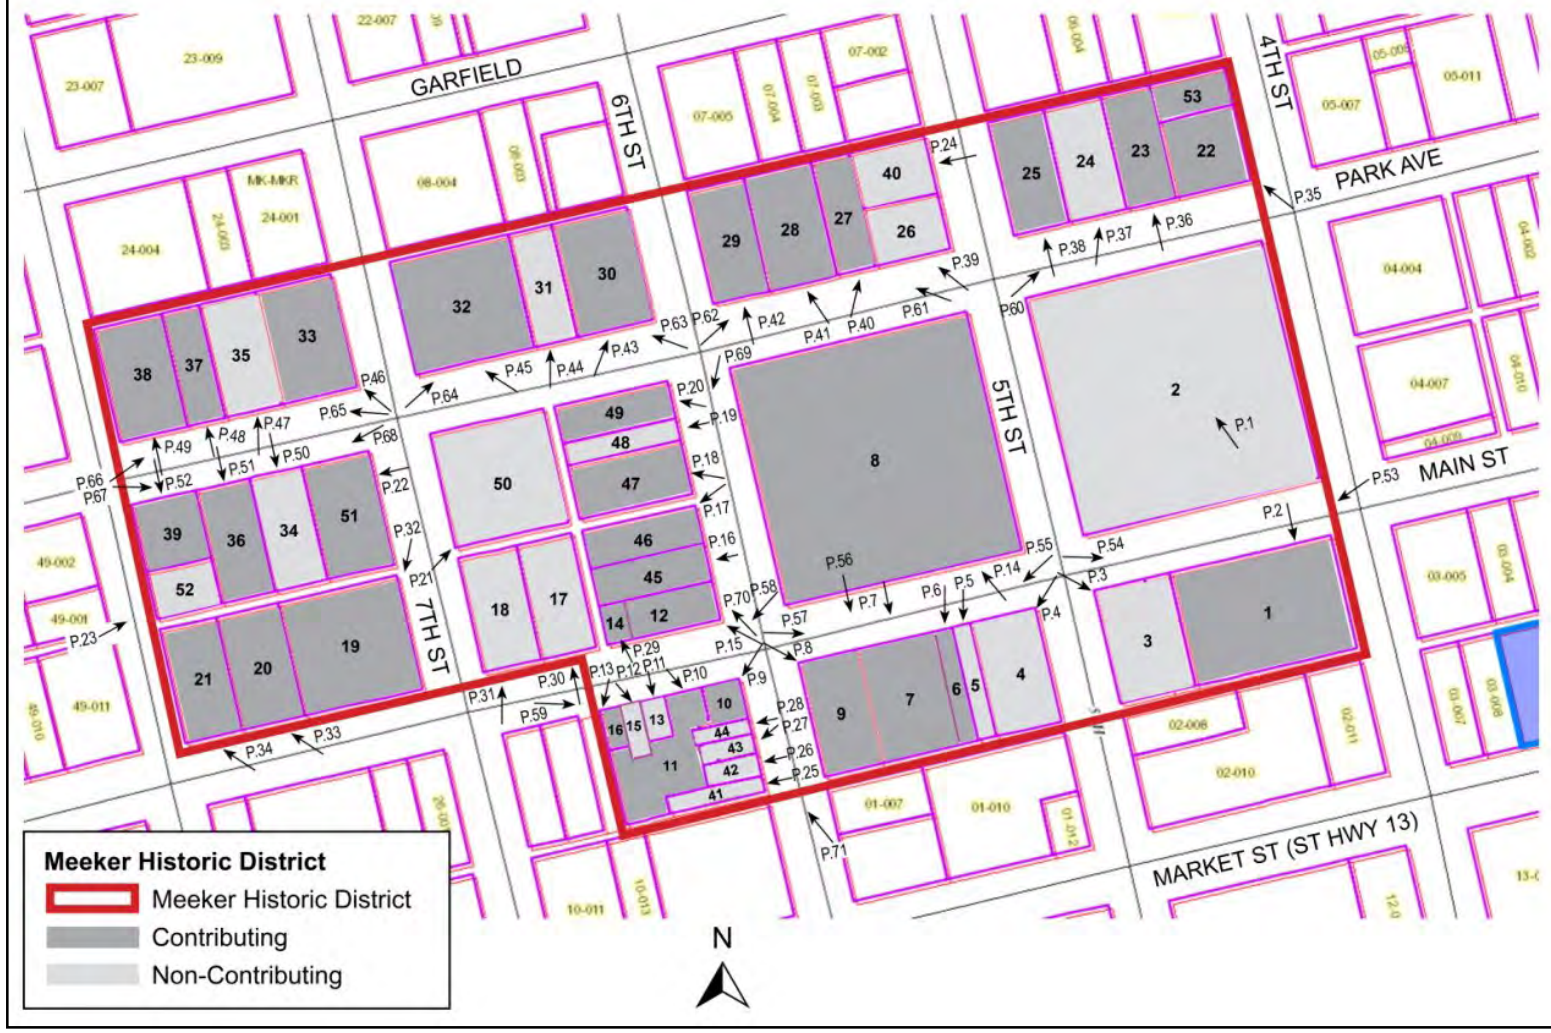 22-007
09
06-004
23-009
07-002
05-008
05-011
GARFIELD
23-007
07-005
07-004
07-003
05-007
4TH ST
53
6TH ST
P.24
25
24
23
22
PARK AVE
MK-MKR
24-001
24-003
24-004
08-004
08-003
40
27
26
28
29
P.35
P.36
P.37
P.38
04-002
04-004
30
31
32
P.39
P.60
P.61
P.40
P.41
P.42
P.62
P.63
33
35
37
38
P.43
P.44
P.45
P.46
P.64
P.65
P.69
P.20
P.19
04-007
04-010
04-009
5TH ST
2
P.1
8
49
48
47
50
P.18
P.17
P.16
P.47
P.48
P.49
P.50
P.51
P.52
P.68
P.66
P.67
P.22
P.32
P.21
MAIN ST
P.53
P.2
39
36
34
51
52
46
45
12
14
18
17
P.56
P.7
P.6
P.5
P.14
P.55
P.54
P.3
P.4
P.58
P.70
P.57
P.8
P.15
P.29
49-002
49-001
P.23
03-005
03-004
7TH ST
21
20
19
1
3
4
5
6
7
9
49-010
49-011
P.31
P.30
P.59
P.13
P.12
P.11
P.10
P.9
P.28
P.27
P.26
P.25
10
44
43
42
41
11
13
15
16
P.33
P.34
P.71
03-007
03-008
02-008
02-011
02-010
01-007
01-010
01-012
MARKET ST (ST HWY 13)
13-0
12-0
10-011
10-013
Meeker Historic District
Meeker Historic District
Contributing
Non-Contributing
N